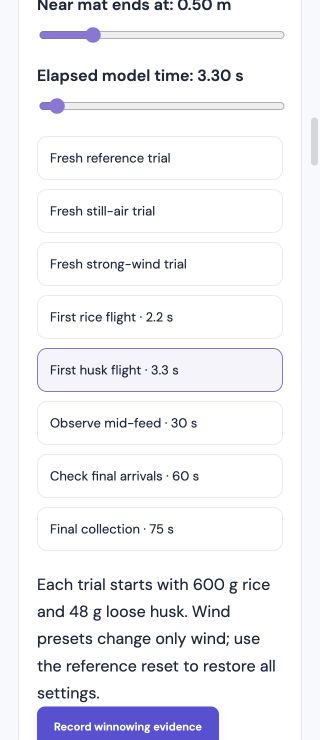 Near mat ends at: 0.50 m
Elapsed model time: 3.30 s
Fresh reference trial
Fresh still-air trial
Fresh strong-wind trial
First rice flight · 2.2 s
First husk flight · 3.3 s
Observe mid-feed · 30 s
Check final arrivals · 60 s
Final collection · 75 s
Each trial starts with 600 g rice
and 48 g loose husk. Wind
presets change only wind; use
the reference reset to restore all
settings.
Record winnowing evidence